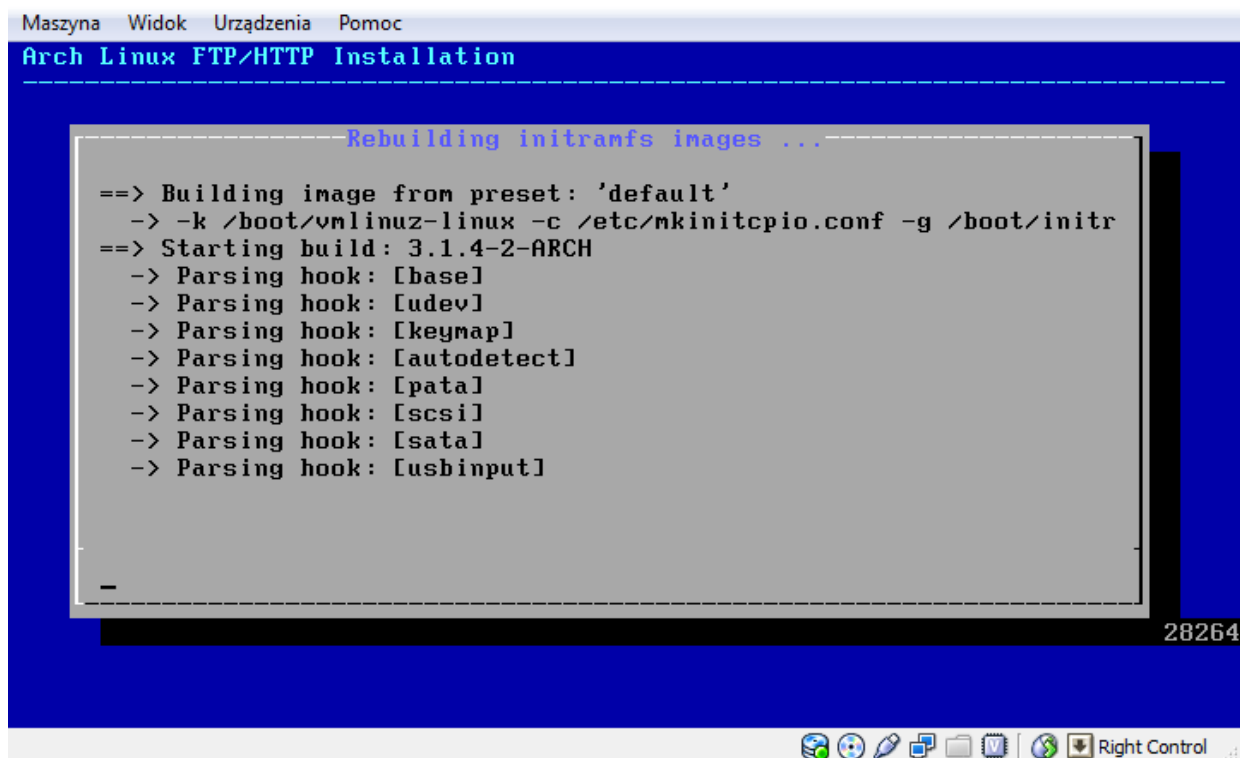 Maszyna Widok Urządzenia Pomoc
Arch Linux FTP/HTTP Installation
Rebuilding initramfs images ...
==> Building image from preset: 'default'
-> -k /boot/vmlinuz-linux -c /etc/mkinitcpio.conf -g /boot/initr
==> Starting build: 3.1.4-2-ARCH
-> Parsing hook: [base]
-> Parsing hook: [udev]
-> Parsing hook: [keymap]
-> Parsing hook: [autodetect]
-> Parsing hook: [pata]
-> Parsing hook: [scsi]
-> Parsing hook: [sata]
-> Parsing hook: [usbinput]
28264
Right Control